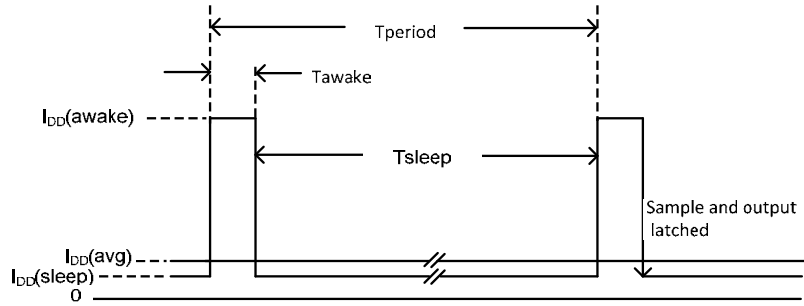 Tperiod
Tawake
IDD(awake)
Tsleep
Sample and output
latched
IDD(avg)
IDD(sleep)
0